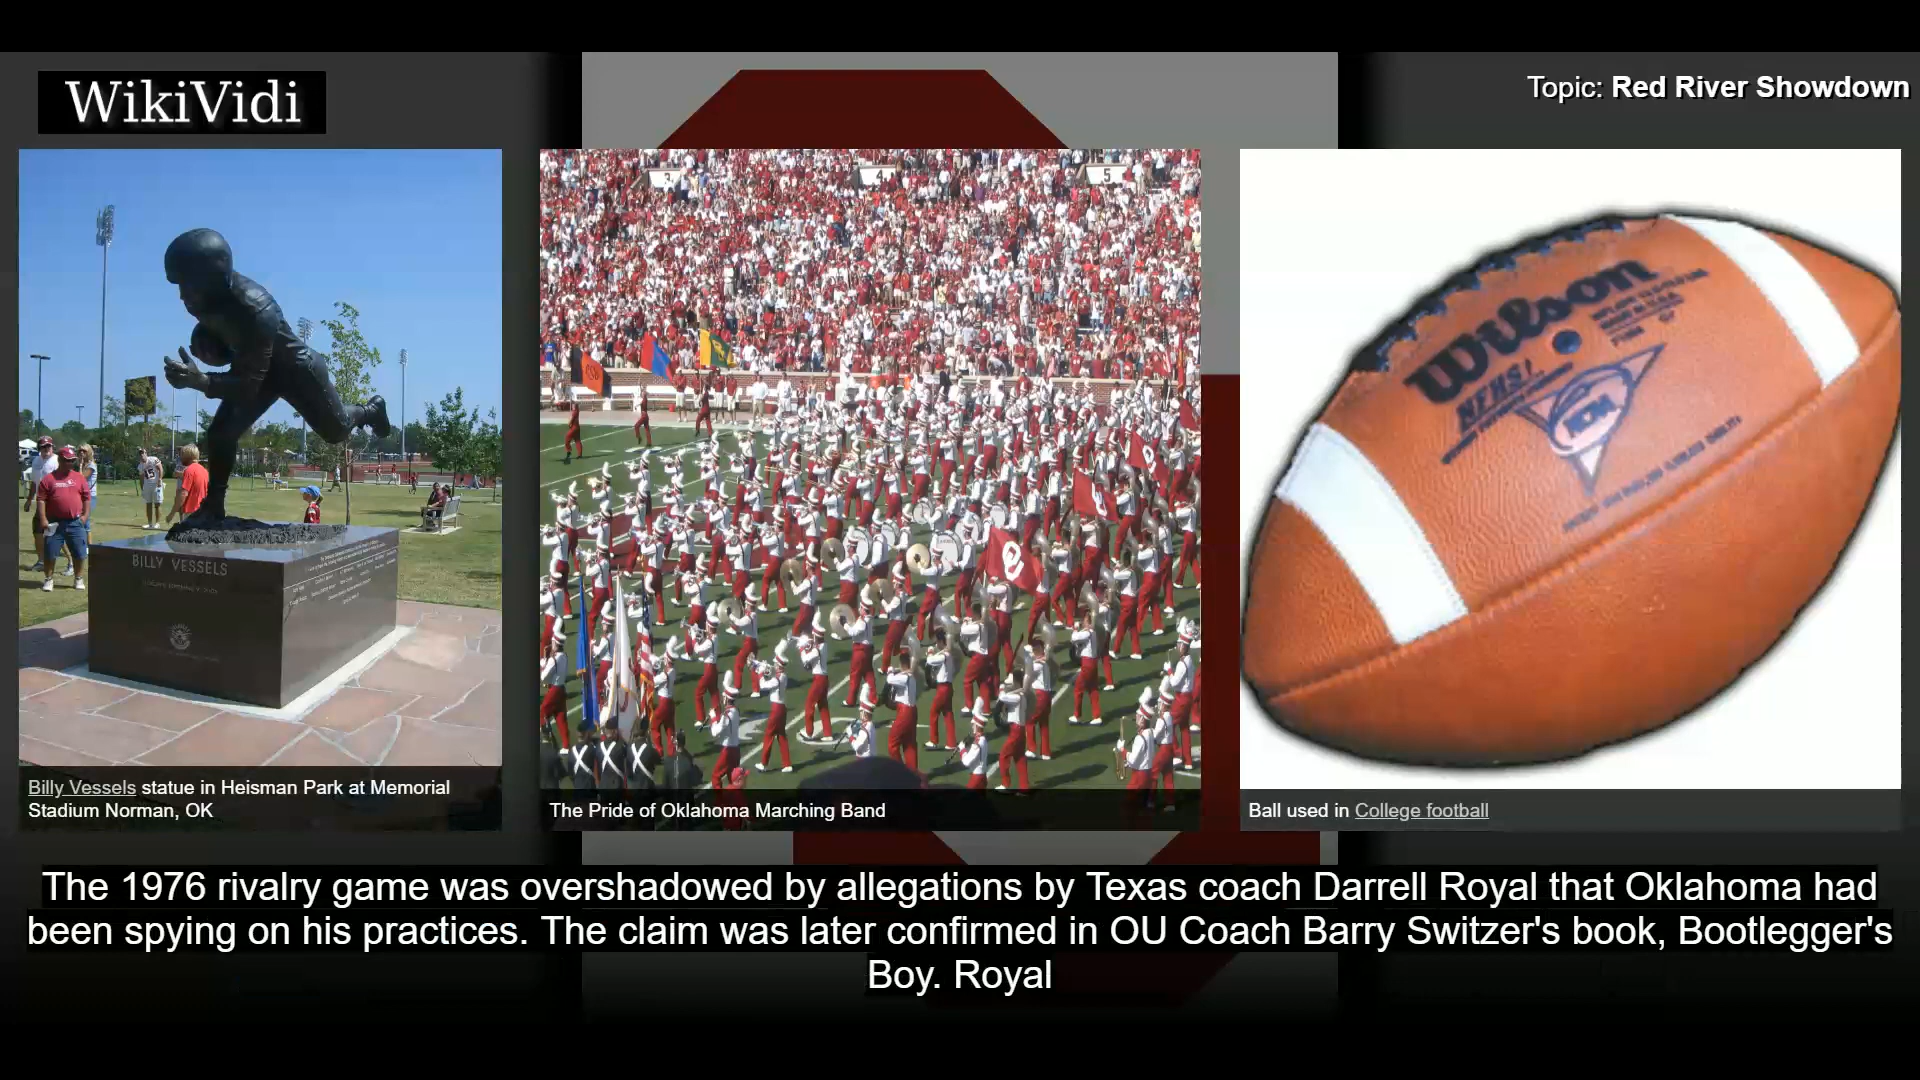 WikiVidi
Topic: Red River Showdown
BILLY VESSELS
Billy Vessels statue in Heisman Park at Memorial
Stadium Norman, OK
4
5
The Pride of Oklahoma Marching Band
Wilson
NCAA
Ball used in College football
The 1976 rivalry game was overshadowed by allegations by Texas coach Darrell Royal that Oklahoma had
been spying on his practices. The claim was later confirmed in OU Coach Barry Switzer's book, Bootlegger's
Boy. Royal